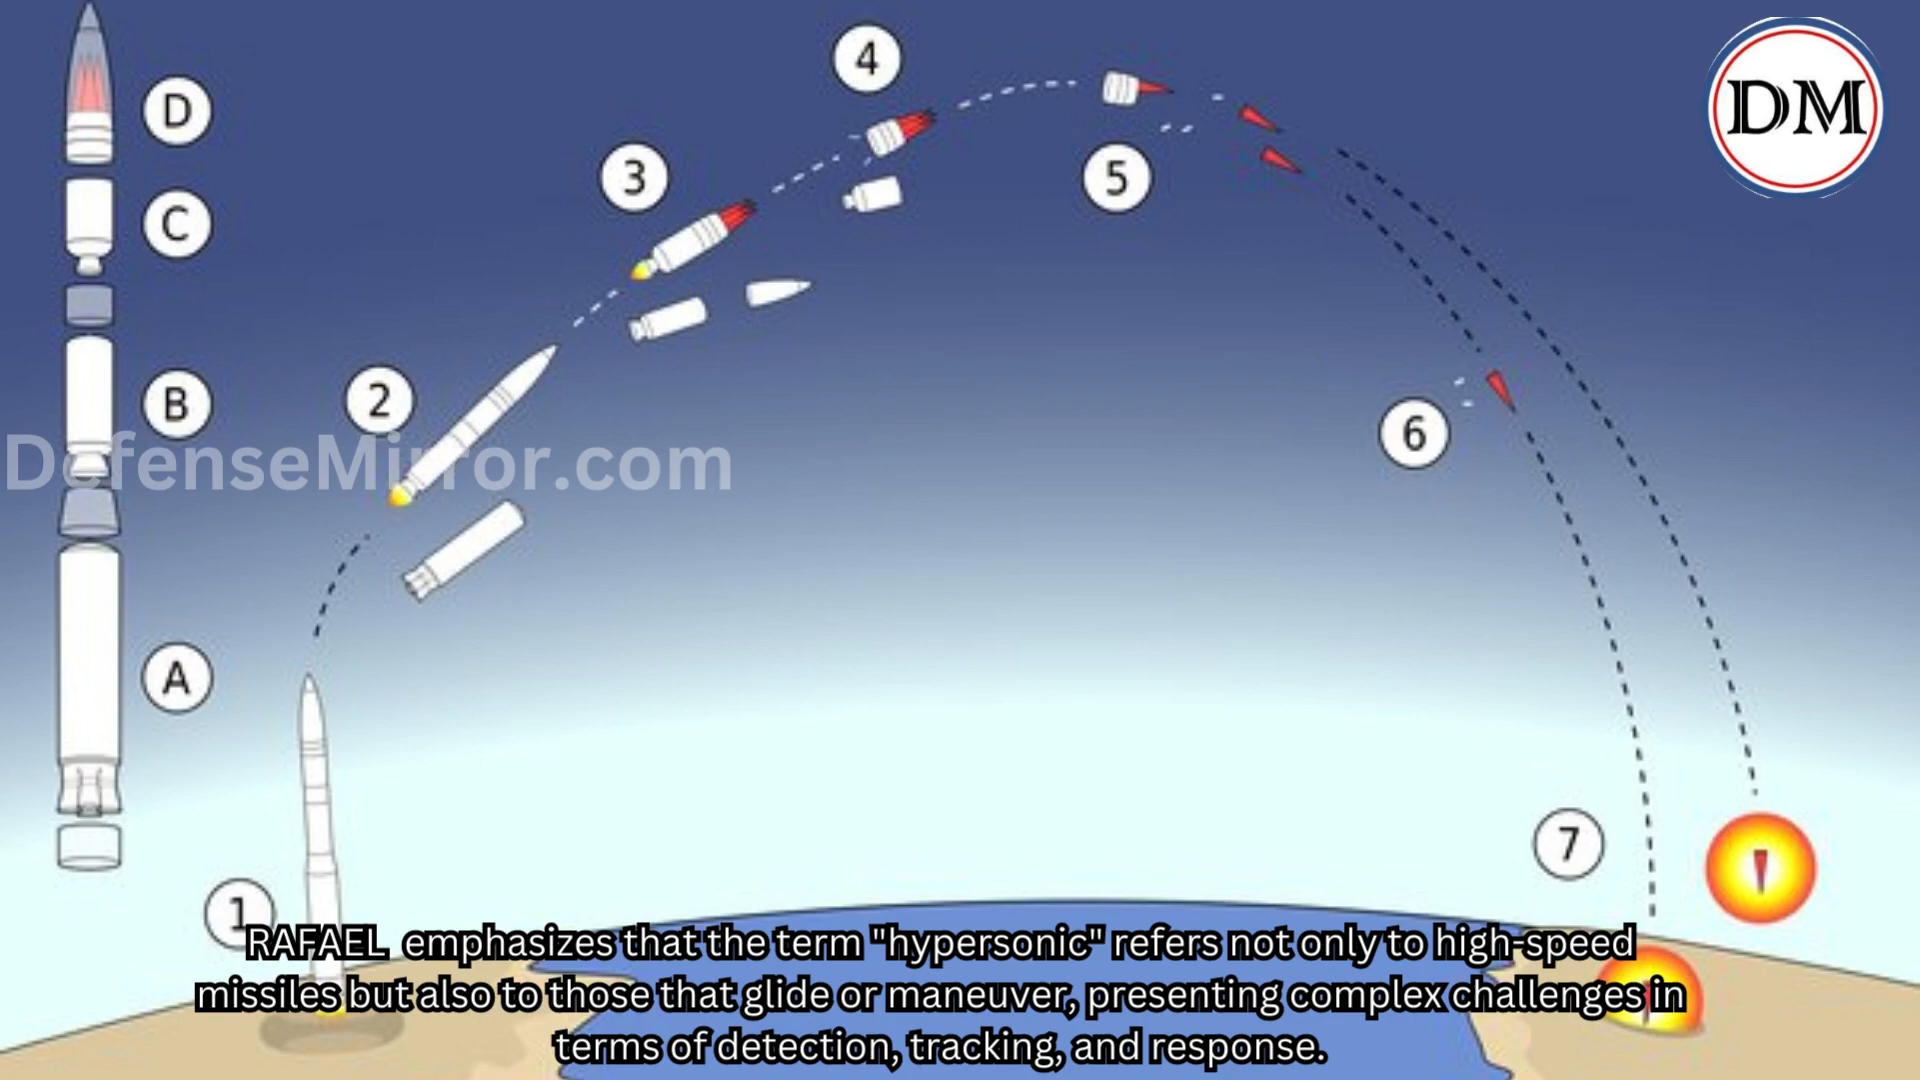 D
C
B
A
1
2
3
4
5
6
7
DM
DefenseMirror.com
RAFAEL emphasizes that the term "hypersonic" refers not only to high-speed
missiles but also to those that glide or maneuver, presenting complex challenges in
terms of detection, tracking, and response.